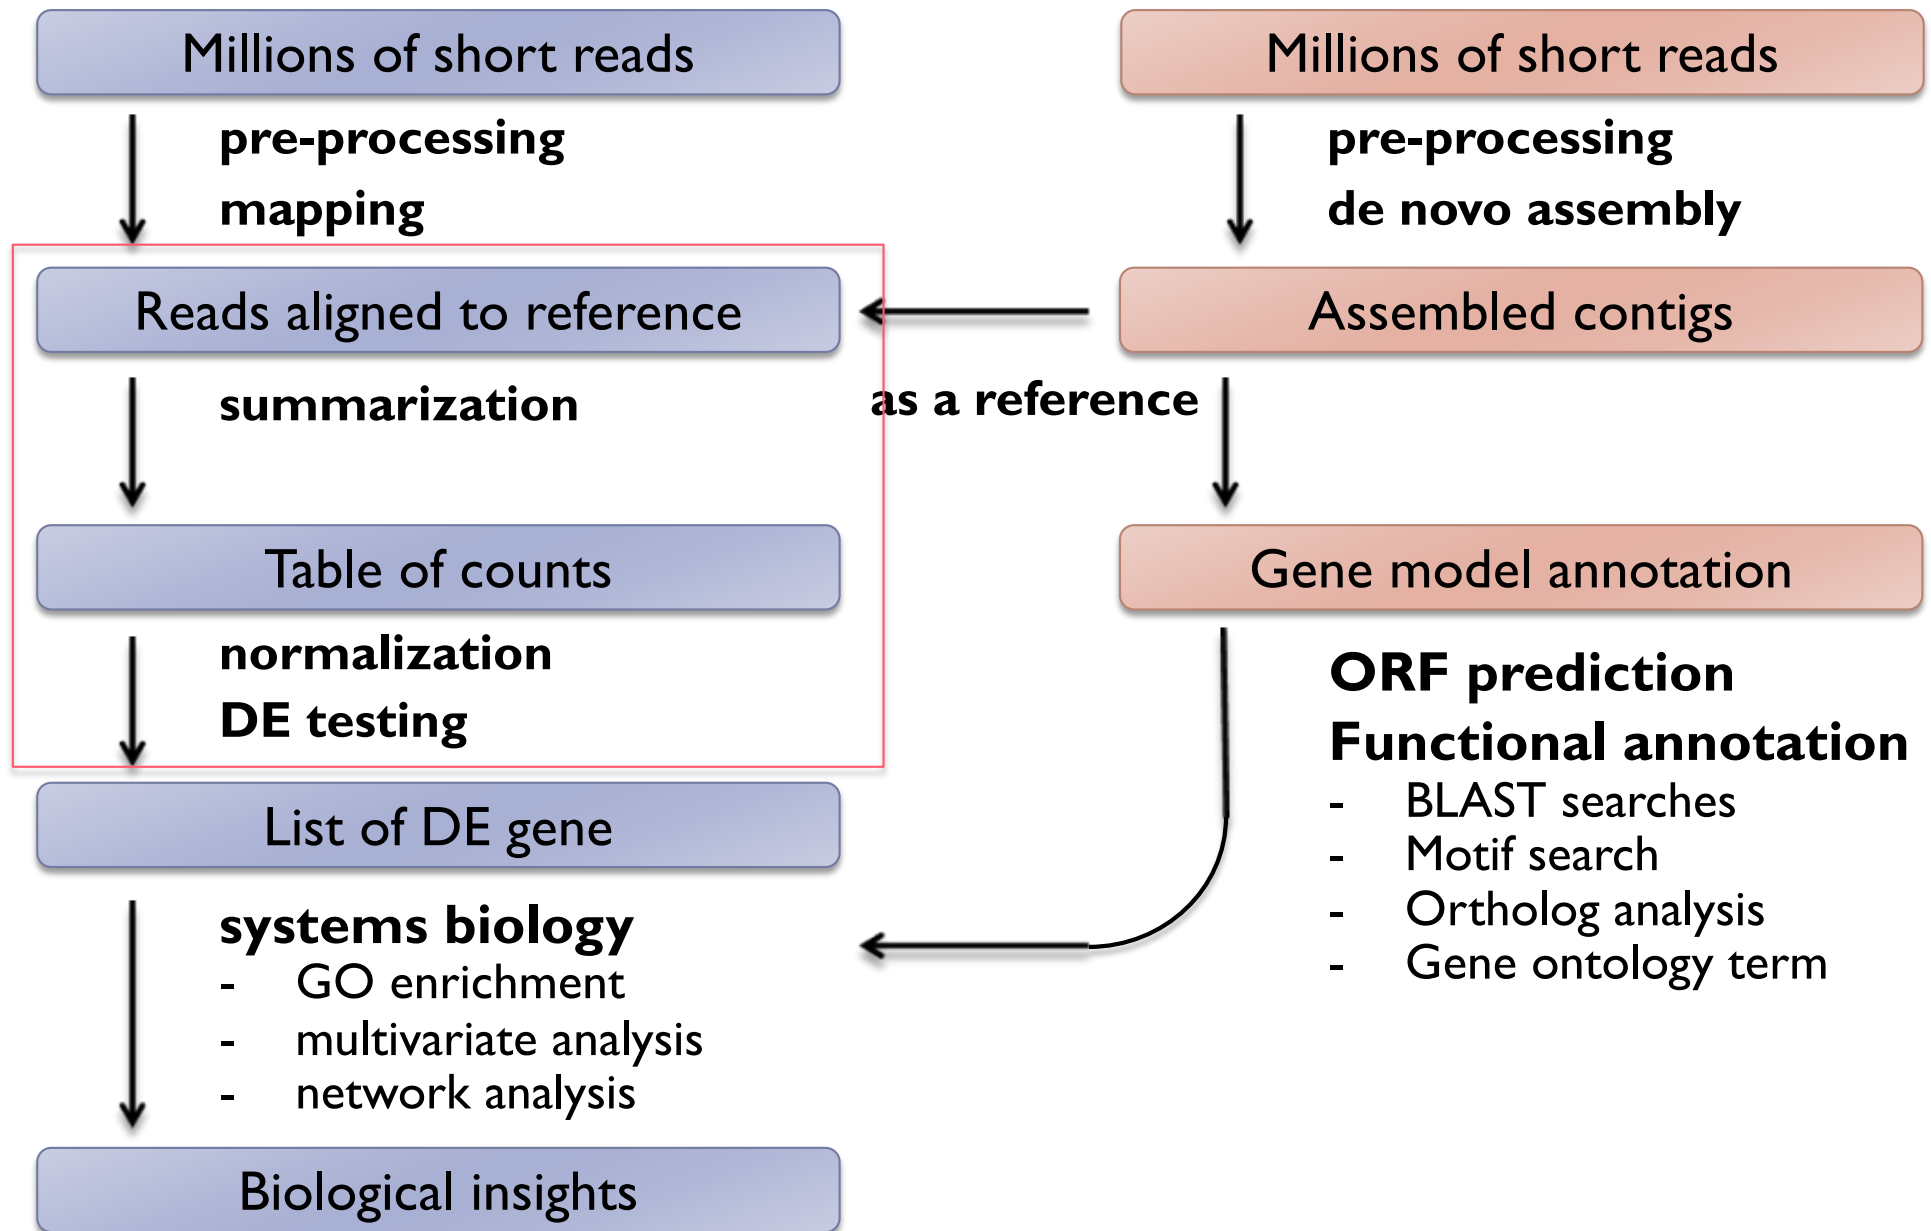 Millions of short reads
pre-processing
mapping
Reads aligned to reference
summarization
Table of counts
normalization
DE testing
List of DE gene
systems biology
- GO enrichment
- multivariate analysis
- network analysis
Biological insights
Millions of short reads
pre-processing
de novo assembly
Assembled contigs
as a reference
Gene model annotation
ORF prediction
Functional annotation
- BLAST searches
- Motif search
- Ortholog analysis
- Gene ontology term